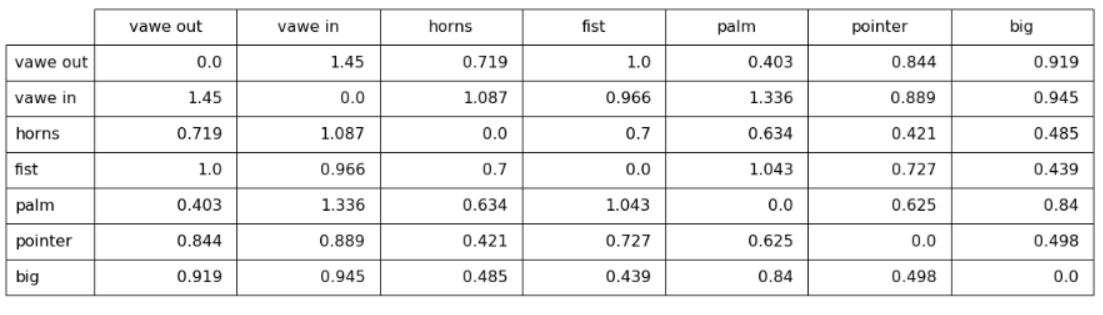 vawe out vawe in horns fist palm pointer big
vawe out 0.0 1.45 0.719 1.0 0.403 0.844 0.919
vawe in 1.45 0.0 1.087 0.966 1.336 0.889 0.945
horns 0.719 1.087 0.0 0.7 0.634 0.421 0.485
fist 1.0 0.966 0.7 0.0 1.043 0.727 0.439
palm 0.403 1.336 0.634 1.043 0.0 0.625 0.84
pointer 0.844 0.889 0.421 0.727 0.625 0.0 0.498
big 0.919 0.945 0.485 0.439 0.84 0.498 0.0